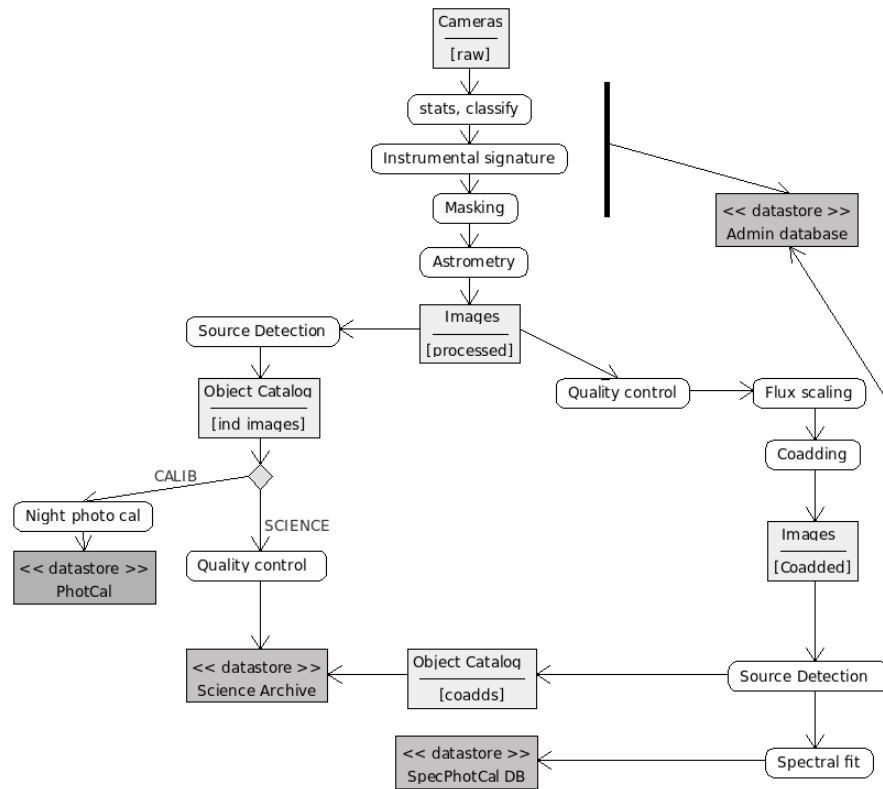 Cameras
[raw]
stats, classify
Instrumental signature
Masking
<< datastore >>
Admin database
Astrometry
Images
[processed]
Source Detection
Object Catalog
[ind images]
Quality control
Flux scaling
Coadding
CALIB
Night photo cal
SCIENCE
Images
[Coadded]
<< datastore >>
PhotCal
Quality control
<< datastore >>
Science Archive
Object Catalog
[coadds]
Source Detection
<< datastore >>
SpecPhotCal DB
Spectral fit